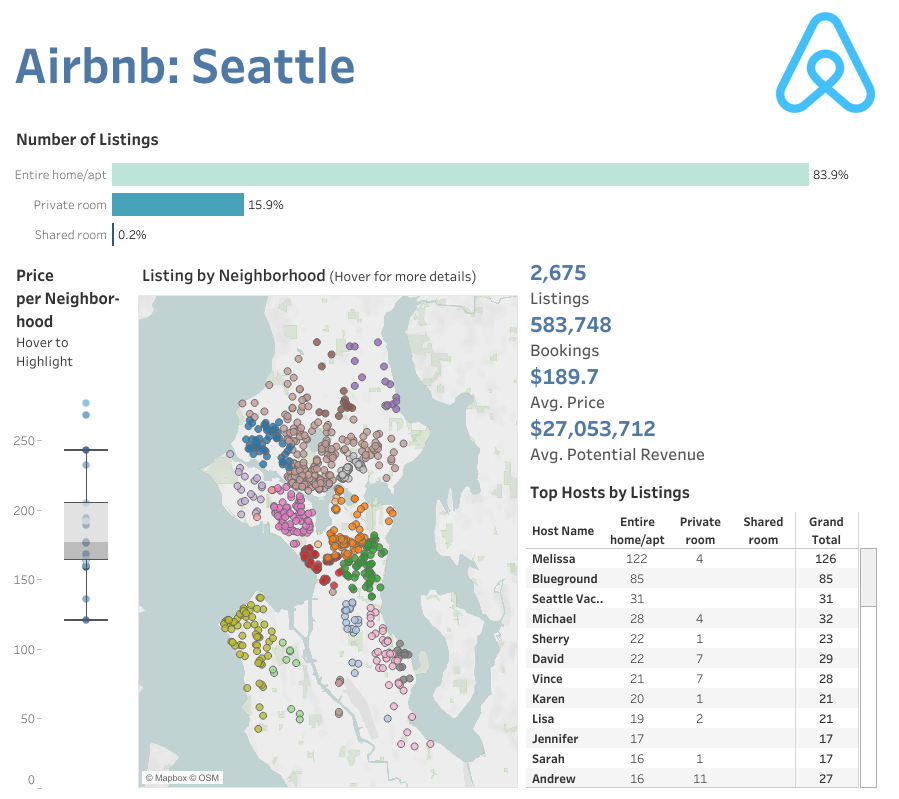 Airbnb: Seattle
Number of Listings
Entire home/apt 83.9%
Private room 15.9%
Shared room 0.2%
Price
per Neighbor-
hood
Hover to
Highlight
250
200
150
100
50
0
Listing by Neighborhood (Hover for more details)
© Mapbox © OSM
2,675
Listings
583,748
Bookings
$189.7
Avg. Price
$27,053,712
Avg. Potential Revenue
Top Hosts by Listings
Host Name Entire home/apt Private room Shared room Grand Total
Melissa 122 4 126
Blueground 85 85
Seattle Vac.. 31 31
Michael 28 4 32
Sherry 22 1 23
David 22 7 29
Vince 21 7 28
Karen 20 1 21
Lisa 19 2 21
Jennifer 17 17
Sarah 16 1 17
Andrew 16 11 27